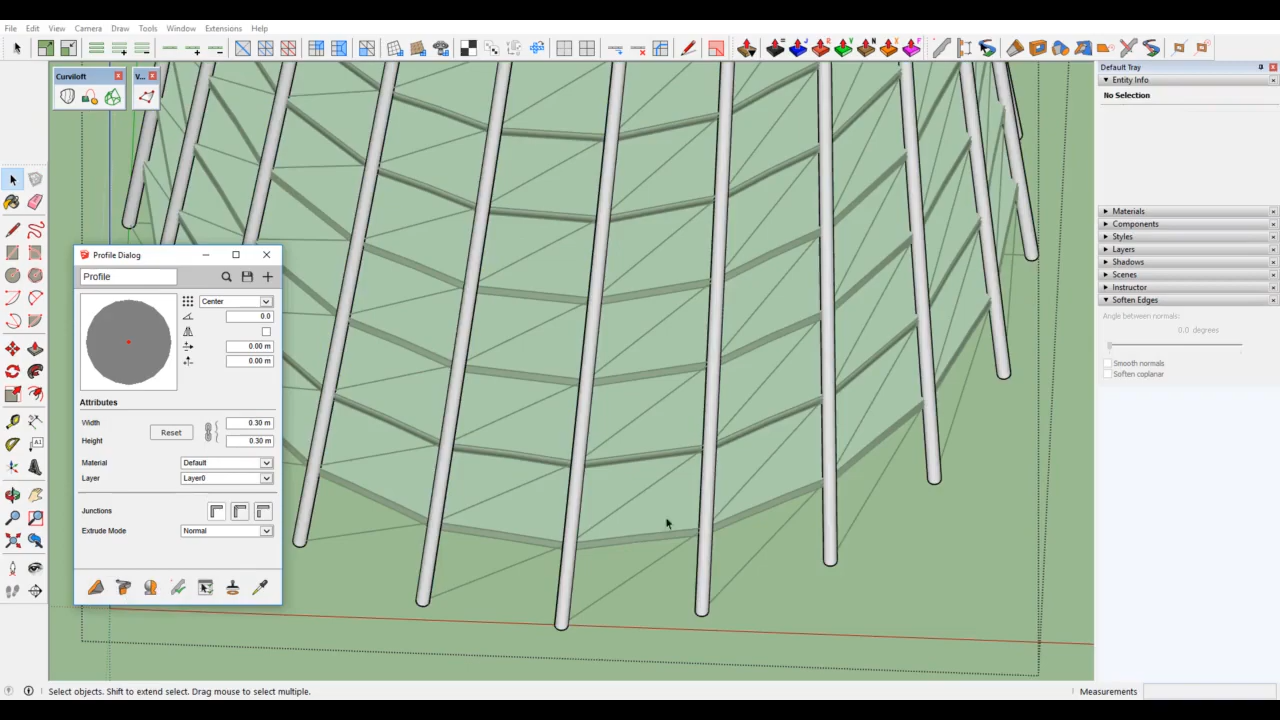 File Edit View Camera Draw Tools Window Extensions Help
Default Tray
Curviloft
V...
Entity Info
No Selection
Materials
Components
Styles
Layers
Shadows
Scenes
Instructor
Soften Edges
Angle between normals:
0.0 degrees
Smooth normals
Soften coplanar
Profile Dialog
Profile
Center
0.0
0.00 m
0.00 m
Attributes
Width 0.30 m
Reset
Height 0.30 m
Material Default
Layer Layer0
Junctions
Extrude Mode Normal
Select objects. Shift to extend select. Drag mouse to select multiple.
Measurements